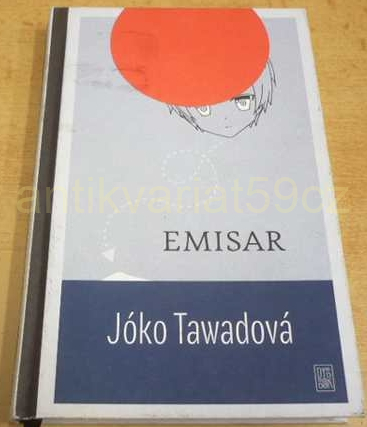 antikvariat59cz
EMISAR
Jóko Tawadová